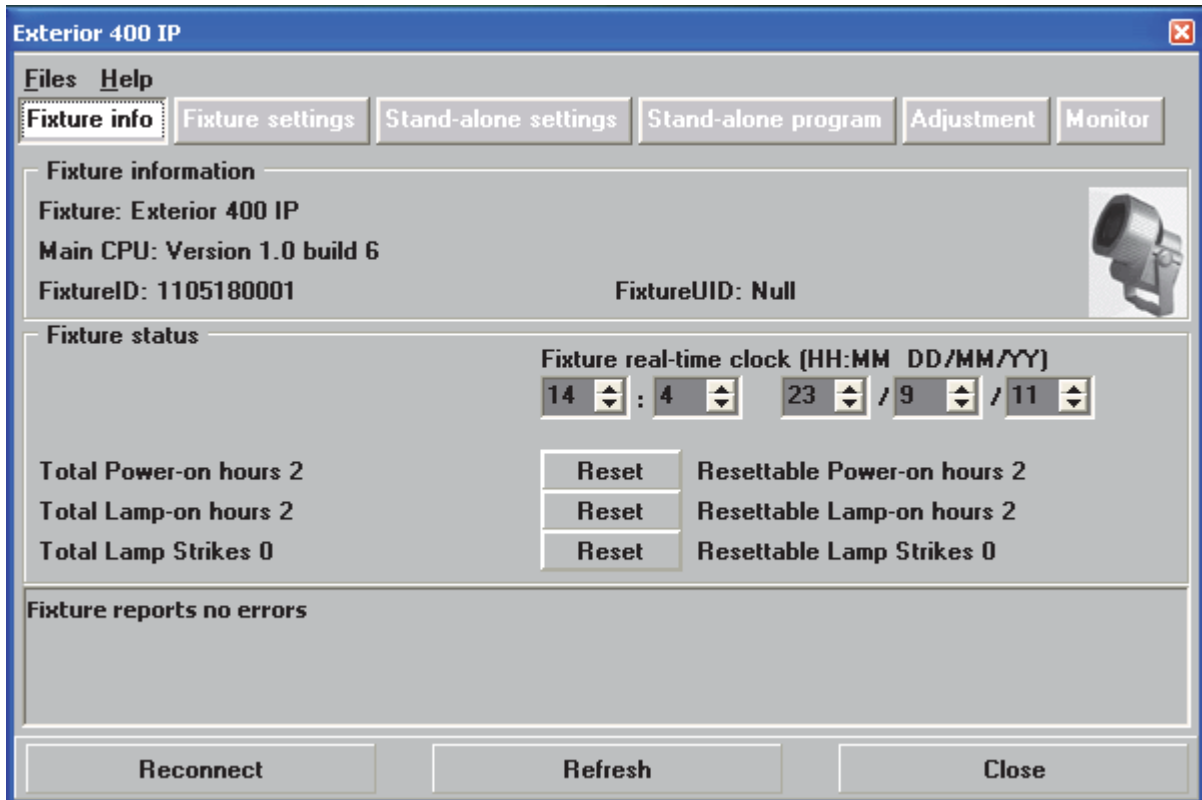 Exterior 400 IP
Files Help
Fixture info Fixture settings Stand-alone settings Stand-alone program Adjustment Monitor
Fixture information
Fixture: Exterior 400 IP
Main CPU: Version 1.0 build 6
FixtureID: 1105180001 FixtureUID: Null
Fixture status
Fixture real-time clock (HH:MM DD/MM/YY)
14 : 4 23 / 9 / 11
Total Power-on hours 2 Reset Resettable Power-on hours 2
Total Lamp-on hours 2 Reset Resettable Lamp-on hours 2
Total Lamp Strikes 0 Reset Resettable Lamp Strikes 0
Fixture reports no errors
Reconnect Refresh Close